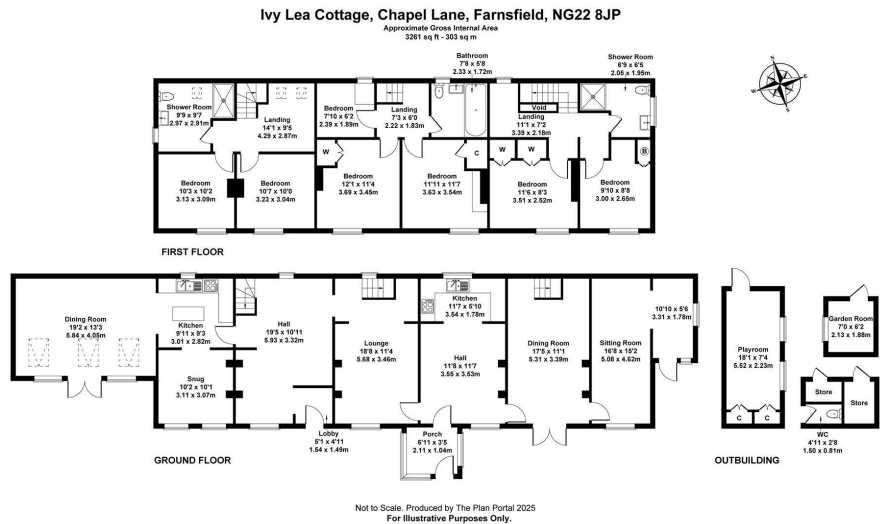 Ivy Lea Cottage, Chapel Lane, Farnsfield, NG22 8JP
Approximate Gross Internal Area
3261 sq ft - 303 sq m
Shower Room
9'9 x 9'7
2.97 x 2.91m
Landing
14'1 x 9'5
4.29 x 2.87m
Bedroom
7'10 x 6'2
2.39 x 1.89m
Landing
7'3 x 6'0
2.22 x 1.83m
Bathroom
7'8 x 5'8
2.33 x 1.72m
Void
Landing
11'1 x 7'2
3.39 x 2.18m
Shower Room
6'9 x 6'5
2.05 x 1.95m
N
E
S
W
W
C
W
W
B
Bedroom
10'3 x 10'2
3.13 x 3.09m
Bedroom
10'7 x 10'0
3.23 x 3.04m
Bedroom
12'1 x 11'4
3.69 x 3.45m
Bedroom
11'11 x 11'7
3.63 x 3.54m
Bedroom
11'6 x 8'3
3.51 x 2.52m
Bedroom
9'10 x 8'8
3.00 x 2.65m
FIRST FLOOR
Dining Room
19'2 x 13'3
5.84 x 4.05m
Kitchen
9'11 x 9'3
3.01 x 2.82m
Snug
10'2 x 10'1
3.11 x 3.07m
Hall
19'5 x 10'11
5.93 x 3.32m
Lobby
5'1 x 4'11
1.54 x 1.49m
Lounge
18'8 x 11'4
5.68 x 3.46m
Kitchen
11'7 x 5'10
3.54 x 1.78m
Hall
11'8 x 11'7
3.55 x 3.53m
Porch
6'11 x 3'5
2.11 x 1.04m
Dining Room
17'5 x 11'1
5.31 x 3.39m
Sitting Room
16'8 x 15'2
5.08 x 4.62m
10'10 x 5'6
3.31 x 1.78m
GROUND FLOOR
Playroom
18'1 x 7'4
5.52 x 2.23m
C
C
Garden Room
7'0 x 6'2
2.13 x 1.88m
Store
Store
WC
4'11 x 2'8
1.50 x 0.81m
OUTBUILDING
Not to Scale. Produced by The Plan Portal 2025
For Illustrative Purposes Only.